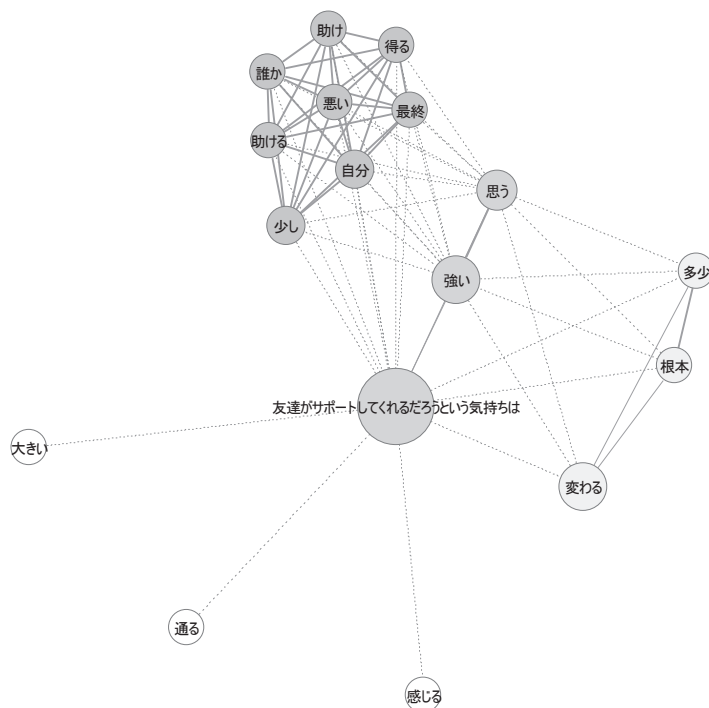 助け
得る
誰か
悪い
最終
助ける
自分
思う
少し
多少
強い
根本
友達がサポートしてくれるだろうという気持ちは
大きい
変わる
通る
感じる